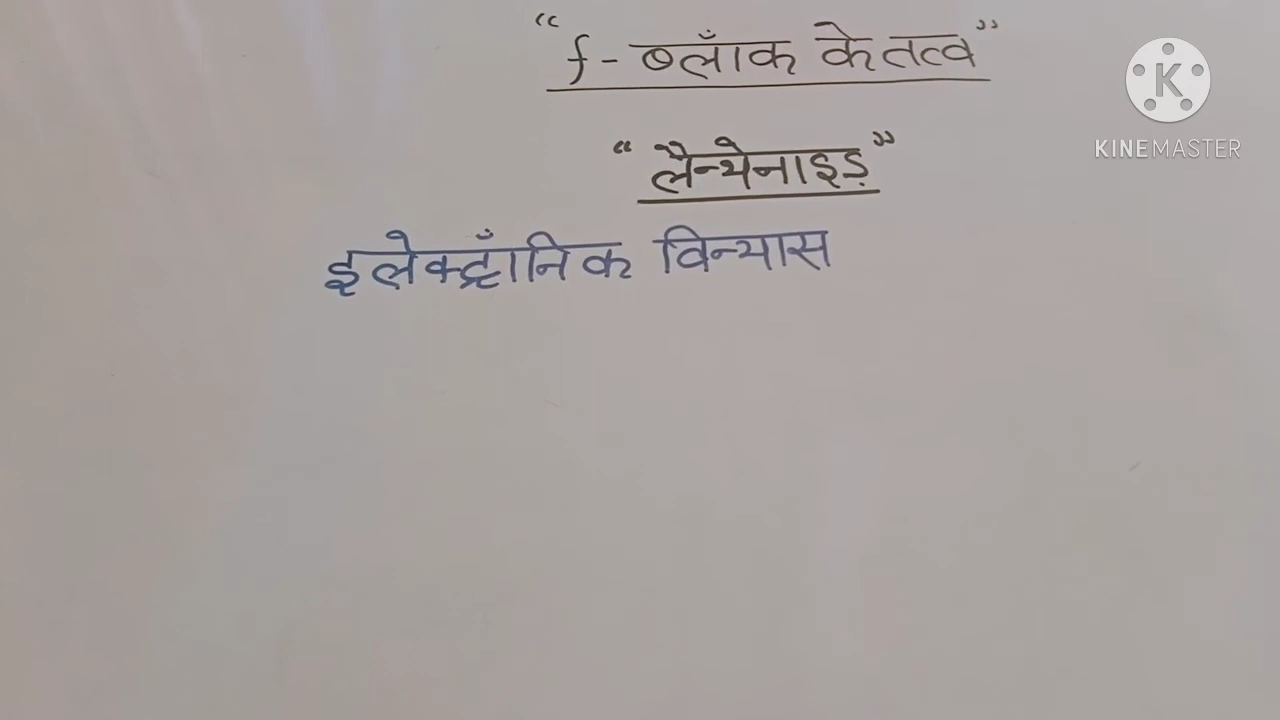 "f - ब्लाँक के तत्व"
"लैन्थेनाइड़"
इलेक्ट्राँनिक विन्यास
K
KINEMASTER